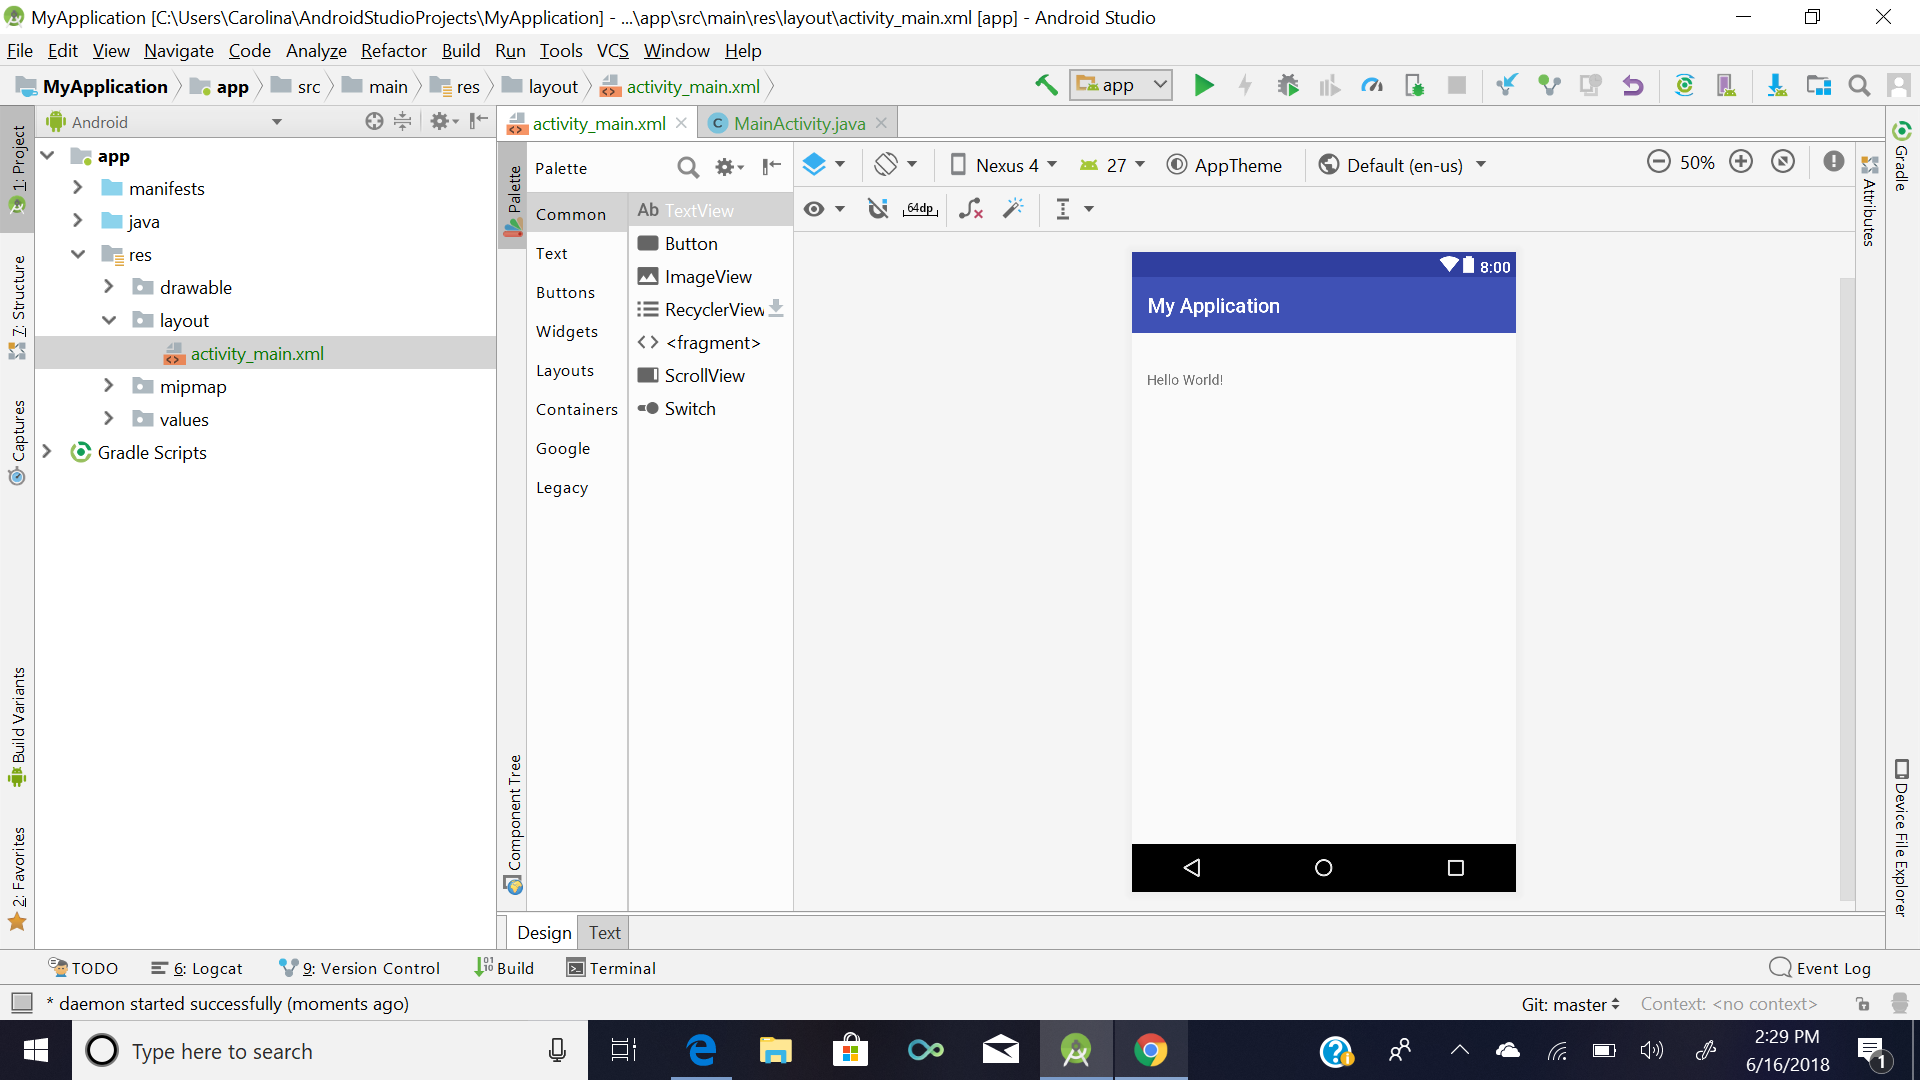 MyApplication [C:\Users\Carolina\AndroidStudioProjects\MyApplication] - ...\app\src\main\res\layout\activity_main.xml [app] - Android Studio
File Edit View Navigate Code Analyze Refactor Build Run Tools VCS Window Help
MyApplication app src main res layout activity_main.xml app
1: Project
7: Structure
Captures
Build Variants
2: Favorites
Android
app
manifests
java
res
drawable
layout
activity_main.xml
mipmap
values
Gradle Scripts
activity_main.xml MainActivity.java
Palette
Component Tree
Palette
Common
Text
Buttons
Widgets
Layouts
Containers
Google
Legacy
Ab TextView
Button
ImageView
RecyclerView
<fragment>
ScrollView
Switch
Nexus 4 27 AppTheme Default (en-us) 50%
64dp
8:00
My Application
Hello World!
Gradle
Attributes
Device File Explorer
Design Text
TODO 6: Logcat 9: Version Control Build Terminal Event Log
* daemon started successfully (moments ago) Git: master Context: <no context>
Type here to search
2:29 PM
6/16/2018
1